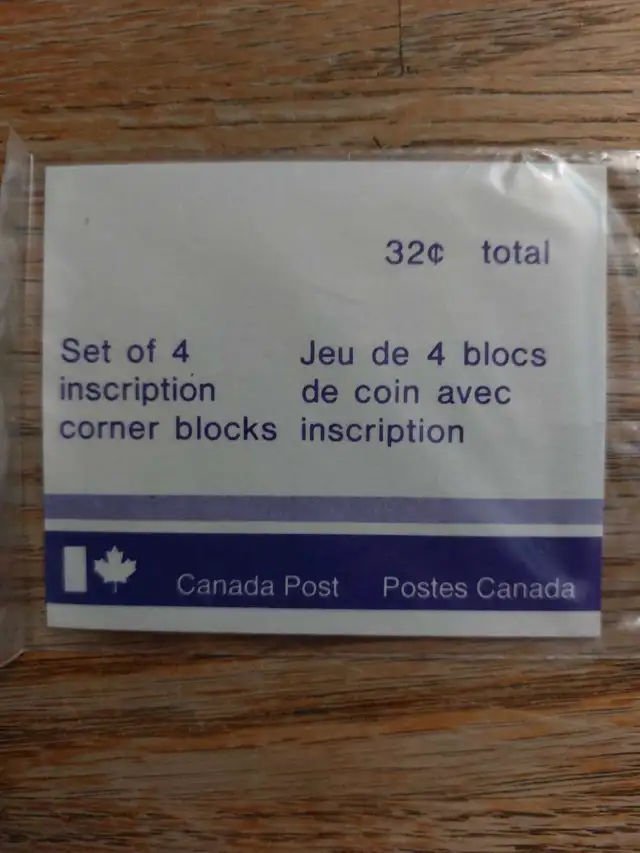 32¢ total
Set of 4
inscription
corner blocks
Jeu de 4 blocs
de coin avec
inscription
Canada Post
Postes Canada